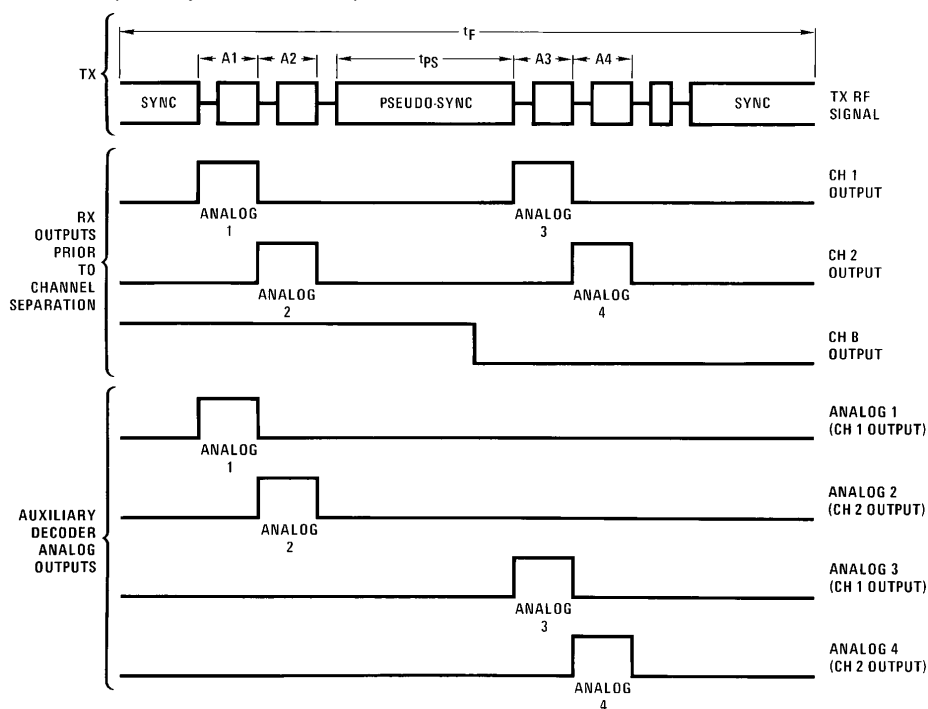 tF
A1
A2
tPS
A3
A4
TX
SYNC
PSEUDO-SYNC
SYNC
TX RF
SIGNAL
RX
OUTPUTS
PRIOR
TO
CHANNEL
SEPARATION
ANALOG
1
ANALOG
3
CH 1
OUTPUT
ANALOG
2
ANALOG
4
CH 2
OUTPUT
CH B
OUTPUT
AUXILIARY
DECODER
ANALOG
OUTPUTS
ANALOG
1
ANALOG 1
(CH 1 OUTPUT)
ANALOG
2
ANALOG 2
(CH 2 OUTPUT)
ANALOG
3
ANALOG 3
(CH 1 OUTPUT)
ANALOG
4
ANALOG 4
(CH 2 OUTPUT)